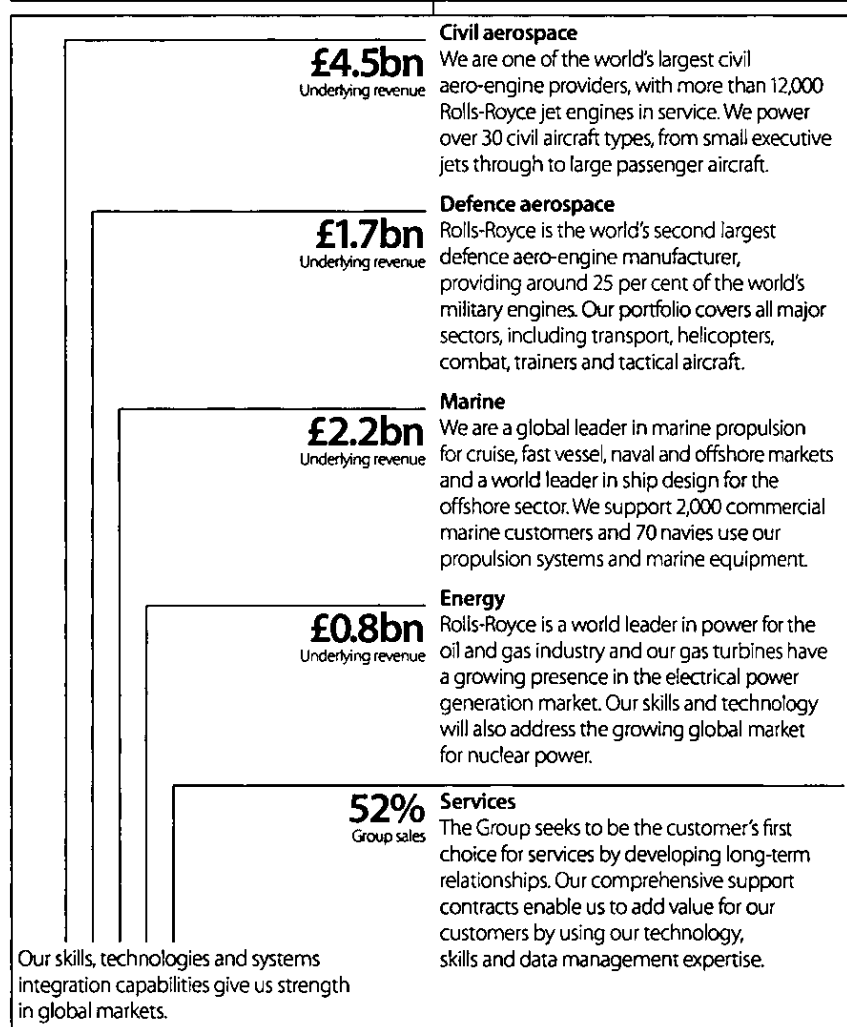 Civil aerospace
£4.5bn
Underlying revenue
We are one of the world's largest civil
aero-engine providers, with more than 12,000
Rolls-Royce jet engines in service. We power
over 30 civil aircraft types, from small executive
jets through to large passenger aircraft.
Defence aerospace
£1.7bn
Underlying revenue
Rolls-Royce is the world's second largest
defence aero-engine manufacturer,
providing around 25 per cent of the world's
military engines. Our portfolio covers all major
sectors, including transport, helicopters,
combat, trainers and tactical aircraft.
Marine
£2.2bn
Underlying revenue
We are a global leader in marine propulsion
for cruise, fast vessel, naval and offshore markets
and a world leader in ship design for the
offshore sector. We support 2,000 commercial
marine customers and 70 navies use our
propulsion systems and marine equipment.
Energy
£0.8bn
Underlying revenue
Rolls-Royce is a world leader in power for the
oil and gas industry and our gas turbines have
a growing presence in the electrical power
generation market. Our skills and technology
will also address the growing global market
for nuclear power.
Services
52%
Group sales
The Group seeks to be the customer's first
choice for services by developing long-term
relationships. Our comprehensive support
contracts enable us to add value for our
customers by using our technology,
skills and data management expertise.
Our skills, technologies and systems
integration capabilities give us strength
in global markets.